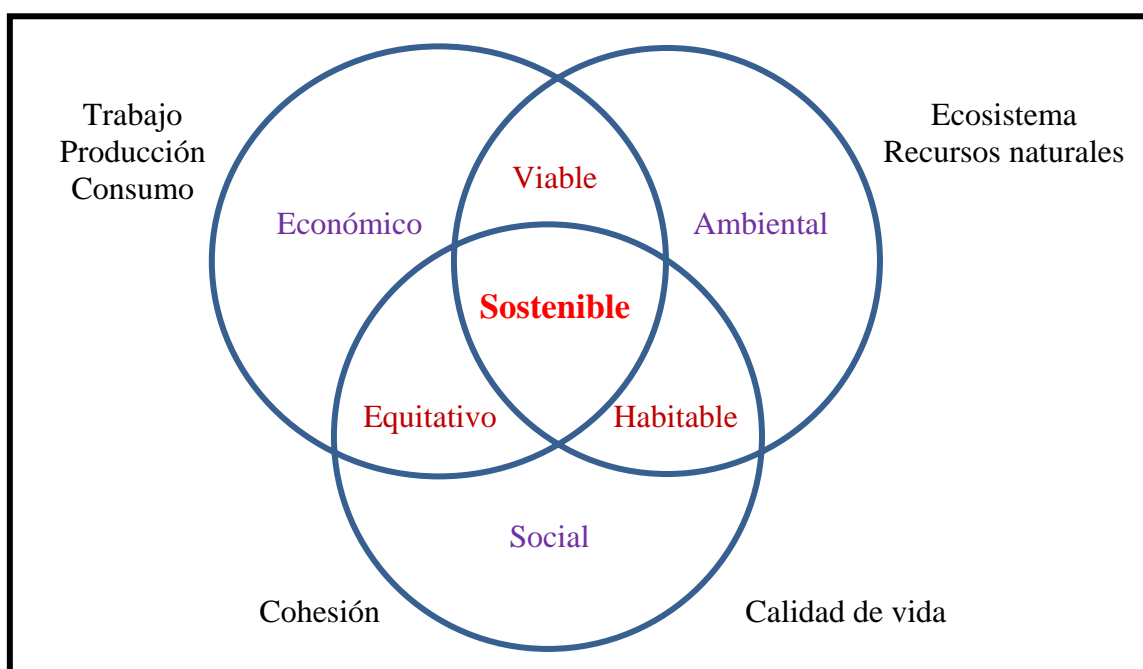 Trabajo
Producción
Consumo
Ecosistema
Recursos naturales
Viable
Económico
Ambiental
Sostenible
Equitativo
Habitable
Social
Cohesión
Calidad de vida